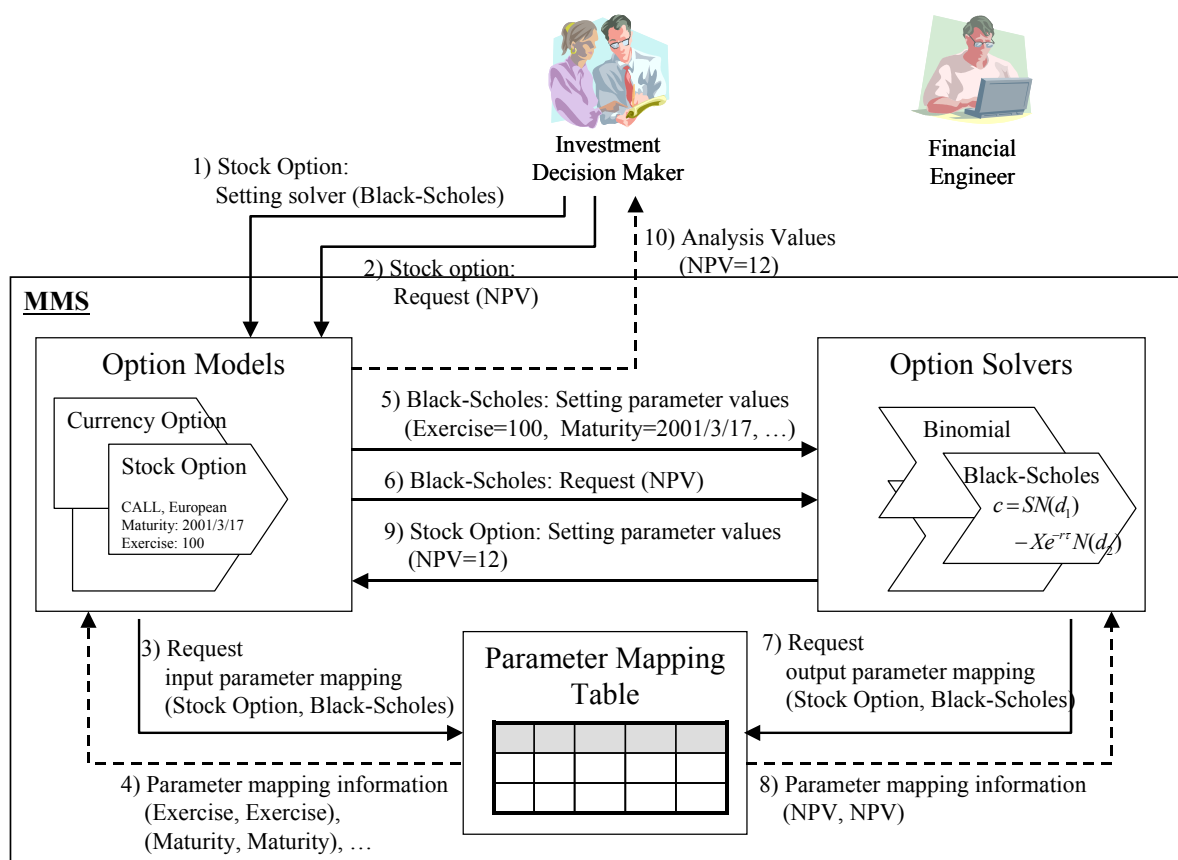 Investment
Decision Maker
Financial
Engineer
1) Stock Option:
Setting solver (Black-Scholes)
2) Stock option:
Request (NPV)
10) Analysis Values
(NPV=12)
MMS
Option Models
Currency Option
Stock Option
CALL, European
Maturity: 2001/3/17
Exercise: 100
5) Black-Scholes: Setting parameter values
(Exercise=100, Maturity=2001/3/17, …)
6) Black-Scholes: Request (NPV)
9) Stock Option: Setting parameter values
(NPV=12)
Option Solvers
Binomial
Black-Scholes
c = SN(d₁)
− Xe^{−rτ} N(d₂)
3) Request
input parameter mapping
(Stock Option, Black-Scholes)
Parameter Mapping
Table
7) Request
output parameter mapping
(Stock Option, Black-Scholes)
4) Parameter mapping information
(Exercise, Exercise),
(Maturity, Maturity), …
8) Parameter mapping information
(NPV, NPV)